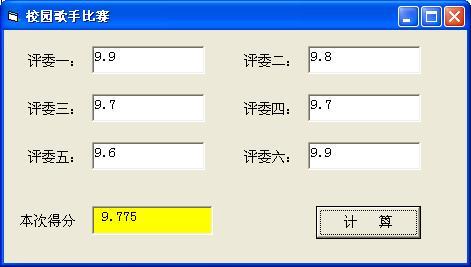 校园歌手比赛
评委一： 9.9 评委二： 9.8
评委三： 9.7 评委四： 9.7
评委五： 9.6 评委六： 9.9
本次得分 9.775 计 算